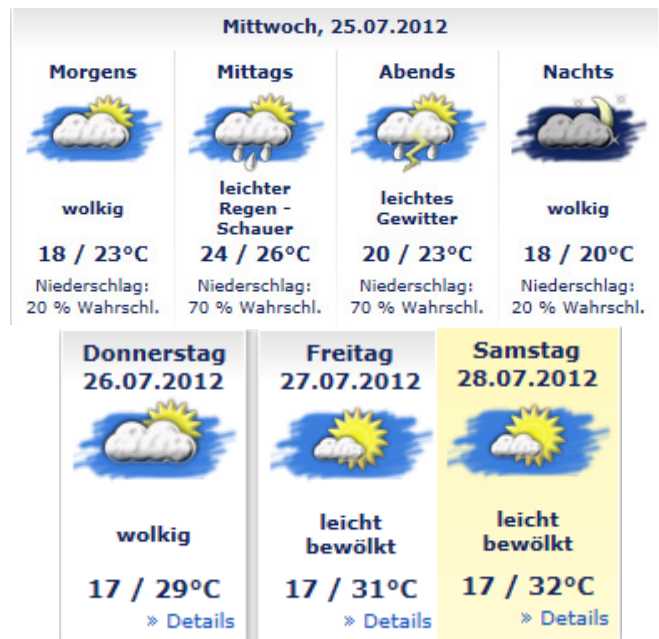 Mittwoch, 25.07.2012
Morgens
wolkig
18 / 23°C
Niederschlag:
20 % Wahrschl.
Mittags
leichter
Regen -
Schauer
24 / 26°C
Niederschlag:
70 % Wahrschl.
Abends
leichtes
Gewitter
20 / 23°C
Niederschlag:
70 % Wahrschl.
Nachts
wolkig
18 / 20°C
Niederschlag:
20 % Wahrschl.
Donnerstag
26.07.2012
wolkig
17 / 29°C
» Details
Freitag
27.07.2012
leicht
bewölkt
17 / 31°C
» Details
Samstag
28.07.2012
leicht
bewölkt
17 / 32°C
» Details